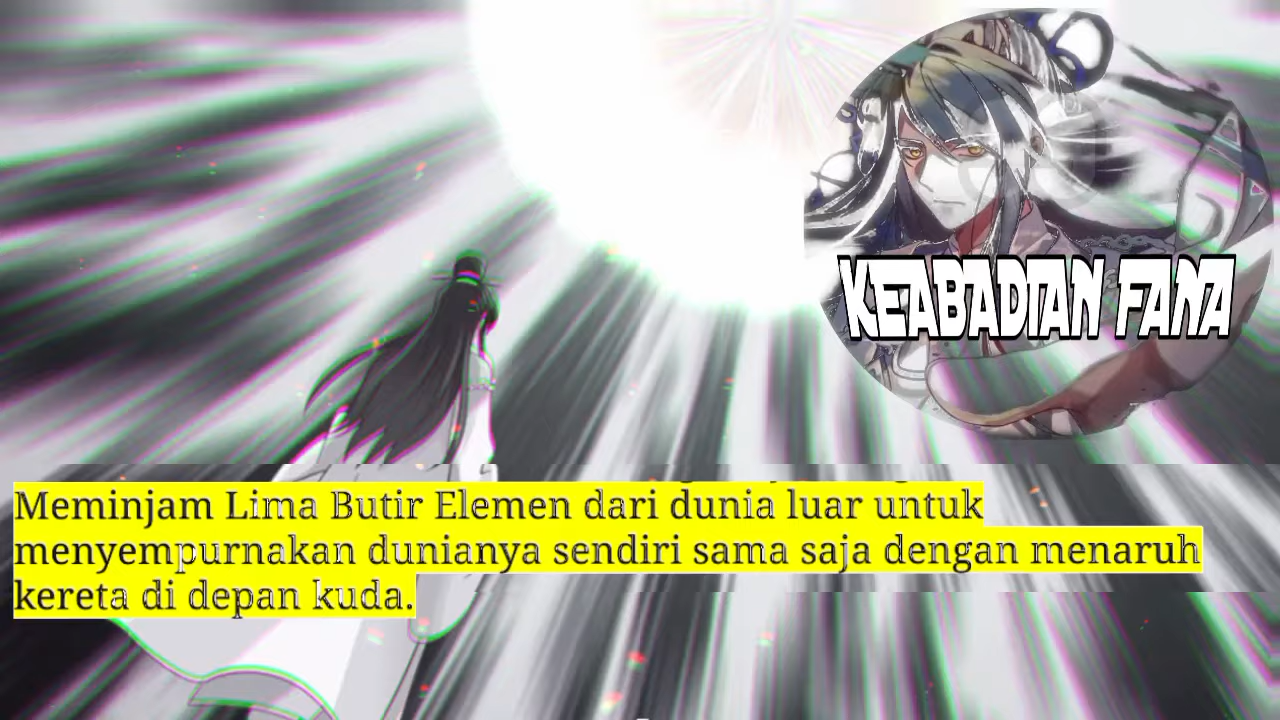 KEABADIAN FANA
Meminjam Lima Butir Elemen dari dunia luar untuk
menyempurnakan dunianya sendiri sama saja dengan menaruh
kereta di depan kuda.